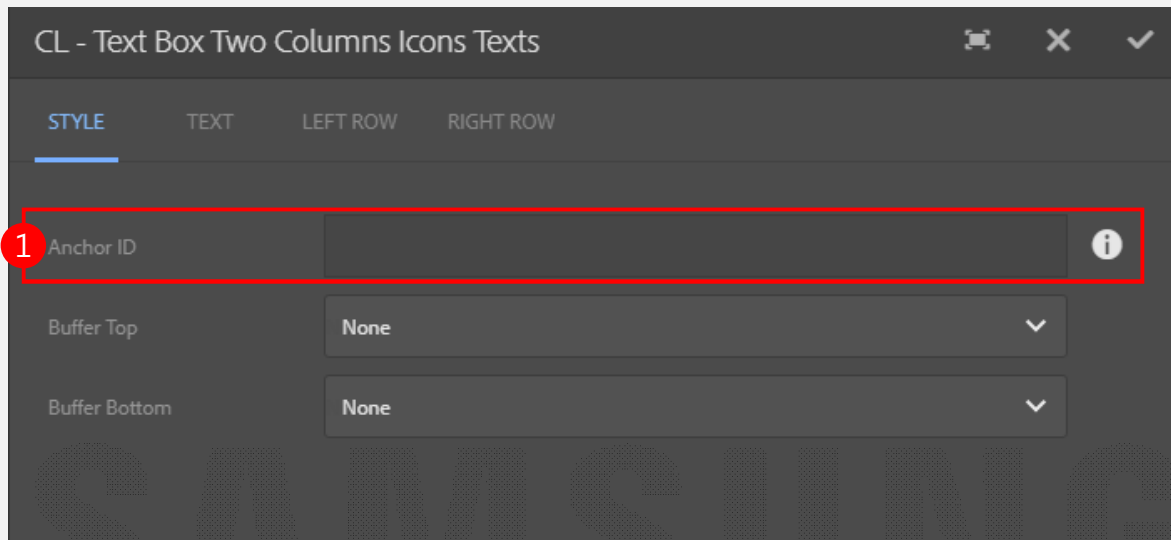 CL - Text Box Two Columns Icons Texts
STYLE TEXT LEFT ROW RIGHT ROW
1 Anchor ID
Buffer Top None
Buffer Bottom None
SAMSUNG